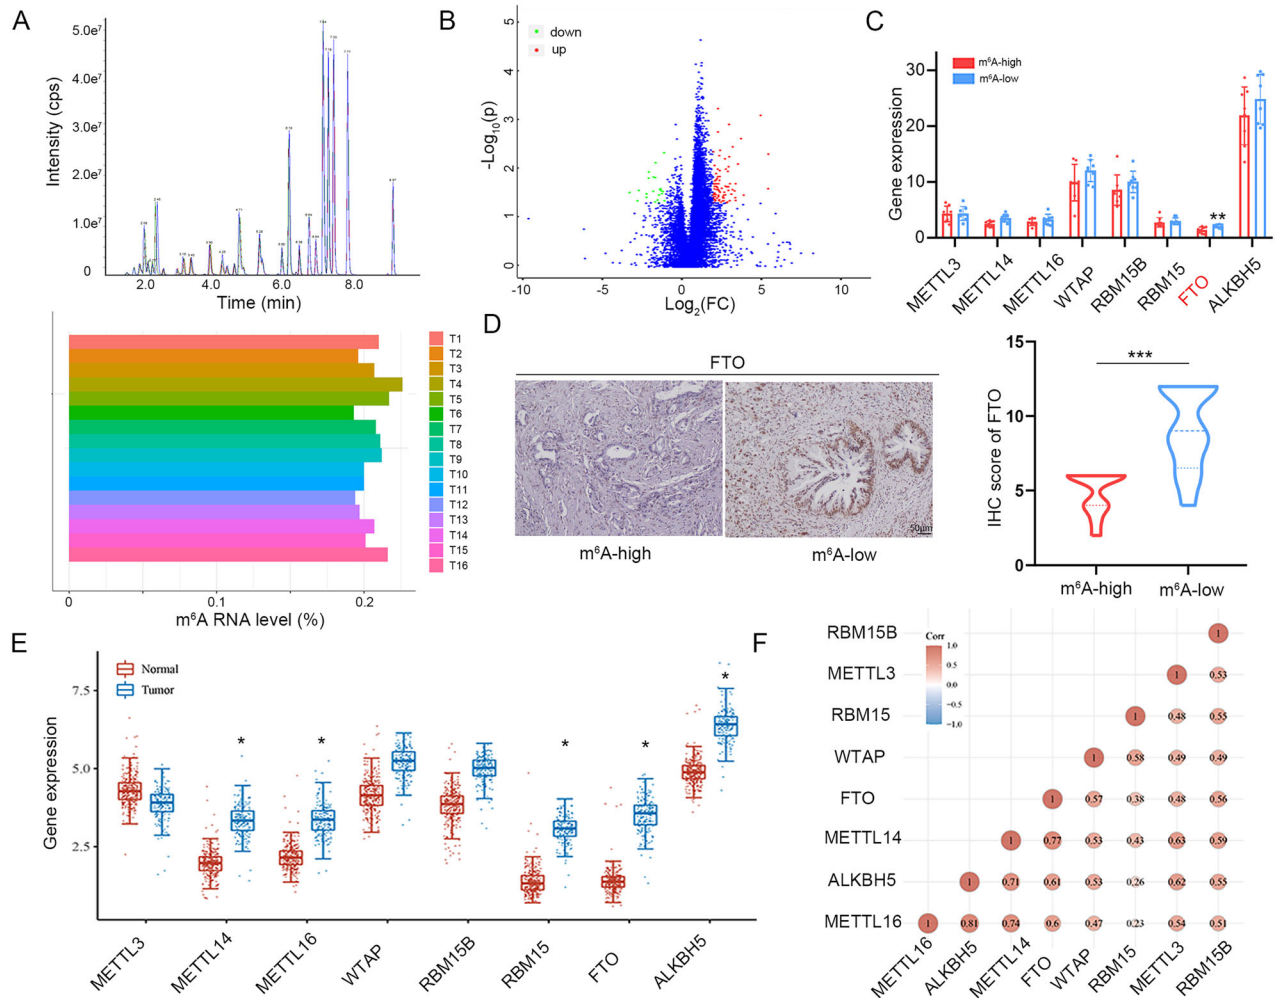 A
5.0e⁷
4.0e⁷
3.0e⁷
2.0e⁷
1.0e⁷
0
Intensity (cps)
2.0
4.0
6.0
8.0
Time (min)
T1
T2
T3
T4
T5
T6
T7
T8
T9
T10
T11
T12
T13
T14
T15
T16
0
0.1
0.2
m⁶A RNA level (%)
B
down
up
5
4
3
2
1
0
-Log₁₀(p)
-10
-5
0
5
10
Log₂(FC)
C
m⁶A-high
m⁶A-low
30
20
10
0
Gene expression
**
METTL3
METTL14
METTL16
WTAP
RBM15B
RBM15
FTO
ALKBH5
D
FTO
50μm
m⁶A-high
m⁶A-low
15
10
5
0
IHC score of FTO
***
m⁶A-high
m⁶A-low
E
Normal
Tumor
7.5
5.0
2.5
Gene expression
*
*
*
*
*
METTL3
METTL14
METTL16
WTAP
RBM15B
RBM15
FTO
ALKBH5
F
Corr
1.0
0.5
0.0
−0.5
−1.0
RBM15B 1
METTL3 1 0.53
RBM15 1 0.48 0.55
WTAP 1 0.58 0.49 0.49
FTO 1 0.57 0.38 0.48 0.56
METTL14 1 0.77 0.53 0.43 0.63 0.59
ALKBH5 1 0.71 0.61 0.53 0.26 0.62 0.55
METTL16 1 0.81 0.74 0.6 0.47 0.23 0.54 0.51
METTL16
ALKBH5
METTL14
FTO
WTAP
RBM15
METTL3
RBM15B